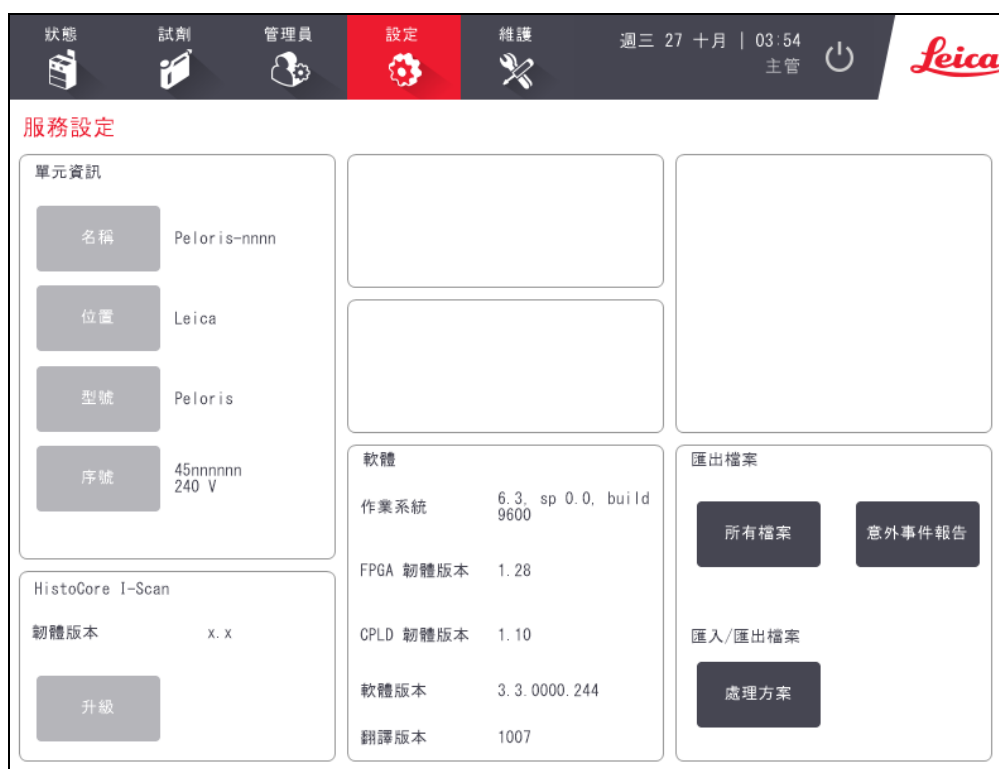 狀態
試劑
管理員
設定
維護
週三 27 十月 | 03:54
主管
Leica
服務設定
單元資訊
名稱
Peloris-nnnn
位置
Leica
型號
Peloris
序號
45nnnnnn
240 V
HistoCore I-Scan
韌體版本
x.x
升級
軟體
作業系統
6.3, sp 0.0, build
9600
FPGA 韌體版本
1.28
CPLD 韌體版本
1.10
軟體版本
3.3.0000.244
翻譯版本
1007
匯出檔案
所有檔案
意外事件報告
匯入/匯出檔案
處理方案